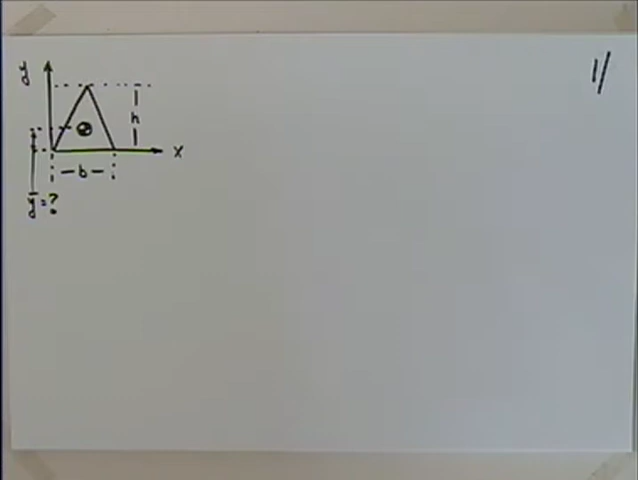 1/
y
h
x
b
ȳ = ?